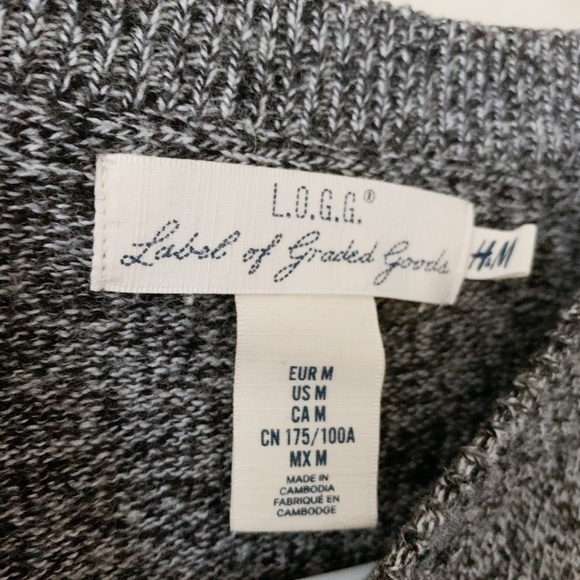 L.O.G.G.®
Label of Graded Goods
H&M
EUR M
US M
CA M
CN 175/100A
MX M
MADE IN
CAMBODIA
FABRIQUÉ EN
CAMBODGE